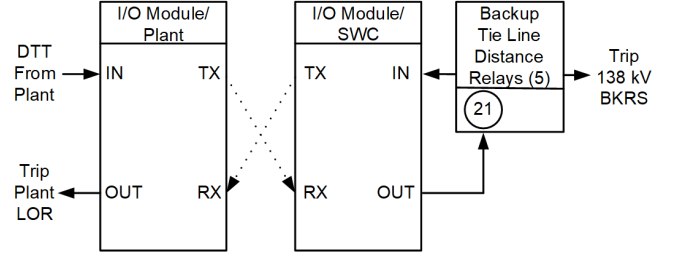 I/O Module/
Plant
I/O Module/
SWC
Backup
Tie Line
Distance
Relays (5)
DTT
From
Plant
IN
TX
TX
IN
21
Trip
138 kV
BKRS
Trip
Plant
LOR
OUT
RX
RX
OUT